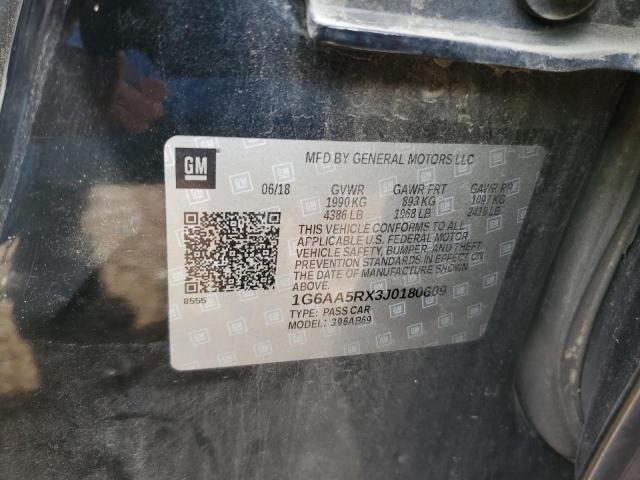 GM
MFD BY GENERAL MOTORS LLC
06/18 GVWR GAWR FRT GAWR RR
1990 KG 893 KG 1097 KG
4386 LB 1968 LB 2418 LB
THIS VEHICLE CONFORMS TO ALL
APPLICABLE U.S. FEDERAL MOTOR
VEHICLE SAFETY, BUMPER, AND THEFT
PREVENTION STANDARDS IN EFFECT ON
THE DATE OF MANUFACTURE SHOWN
ABOVE.
8555
1G6AA5RX3J0180609
TYPE: PASS CAR
MODEL: 396AB69